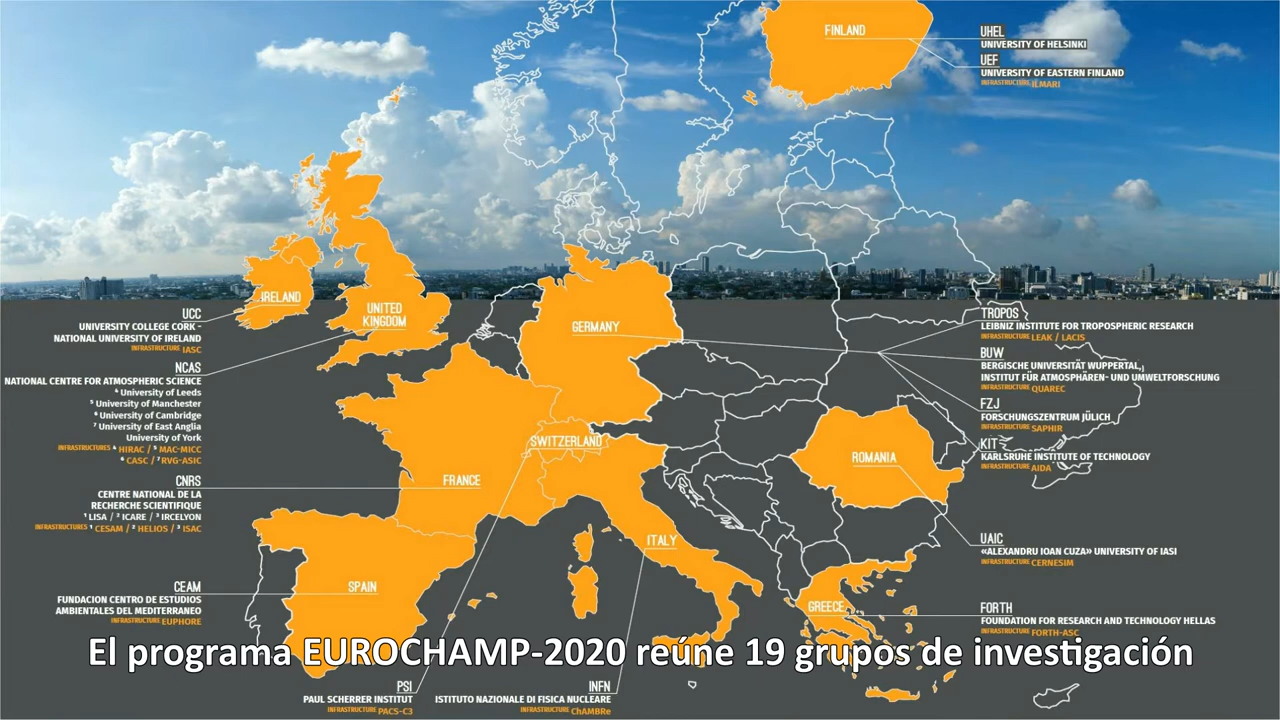 FINLAND
UHEL
UNIVERSITY OF HELSINKI
UEF
UNIVERSITY OF EASTERN FINLAND
INFRASTRUCTURE ILMARI
IRELAND
UCC
UNIVERSITY COLLEGE CORK -
NATIONAL UNIVERSITY OF IRELAND
INFRASTRUCTURE IASC
UNITED
KINGDOM
NCAS
NATIONAL CENTRE FOR ATMOSPHERIC SCIENCE
⁴ University of Leeds
⁵ University of Manchester
⁶ University of Cambridge
⁷ University of East Anglia
University of York
INFRASTRUCTURES ⁴ HIRAC / ⁵ MAC-MICC
⁶ CASC / ⁷ RVG-ASIC
GERMANY
TROPOS
LEIBNIZ INSTITUTE FOR TROPOSPHERIC RESEARCH
INFRASTRUCTURE LEAK / LACIS
BUW
BERGISCHE UNIVERSITÄT WUPPERTAL,
INSTITUT FÜR ATMOSPHÄREN- UND UMWELTFORSCHUNG
INFRASTRUCTURE QUAREC
FZJ
FORSCHUNGSZENTRUM JÜLICH
INFRASTRUCTURE SAPHIR
KIT
KARLSRUHE INSTITUTE OF TECHNOLOGY
INFRASTRUCTURE AIDA
SWITZERLAND
ROMANIA
FRANCE
CNRS
CENTRE NATIONAL DE LA
RECHERCHE SCIENTIFIQUE
¹ LISA / ² ICARE / ³ IRCELYON
INFRASTRUCTURES ¹ CESAM / ² HELIOS / ³ ISAC
ITALY
UAIC
«ALEXANDRU IOAN CUZA» UNIVERSITY OF IASI
INFRASTRUCTURE CERNESIM
CEAM
FUNDACION CENTRO DE ESTUDIOS
AMBIENTALES DEL MEDITERRANEO
INFRASTRUCTURE EUPHORE
SPAIN
GREECE
FORTH
FOUNDATION FOR RESEARCH AND TECHNOLOGY HELLAS
INFRASTRUCTURE FORTH-ASC
El programa EUROCHAMP-2020 reúne 19 grupos de investigación
PSI
PAUL SCHERRER INSTITUT
INFRASTRUCTURE PACS-C3
INFN
ISTITUTO NAZIONALE DI FISICA NUCLEARE
INFRASTRUCTURE ChAMBRe